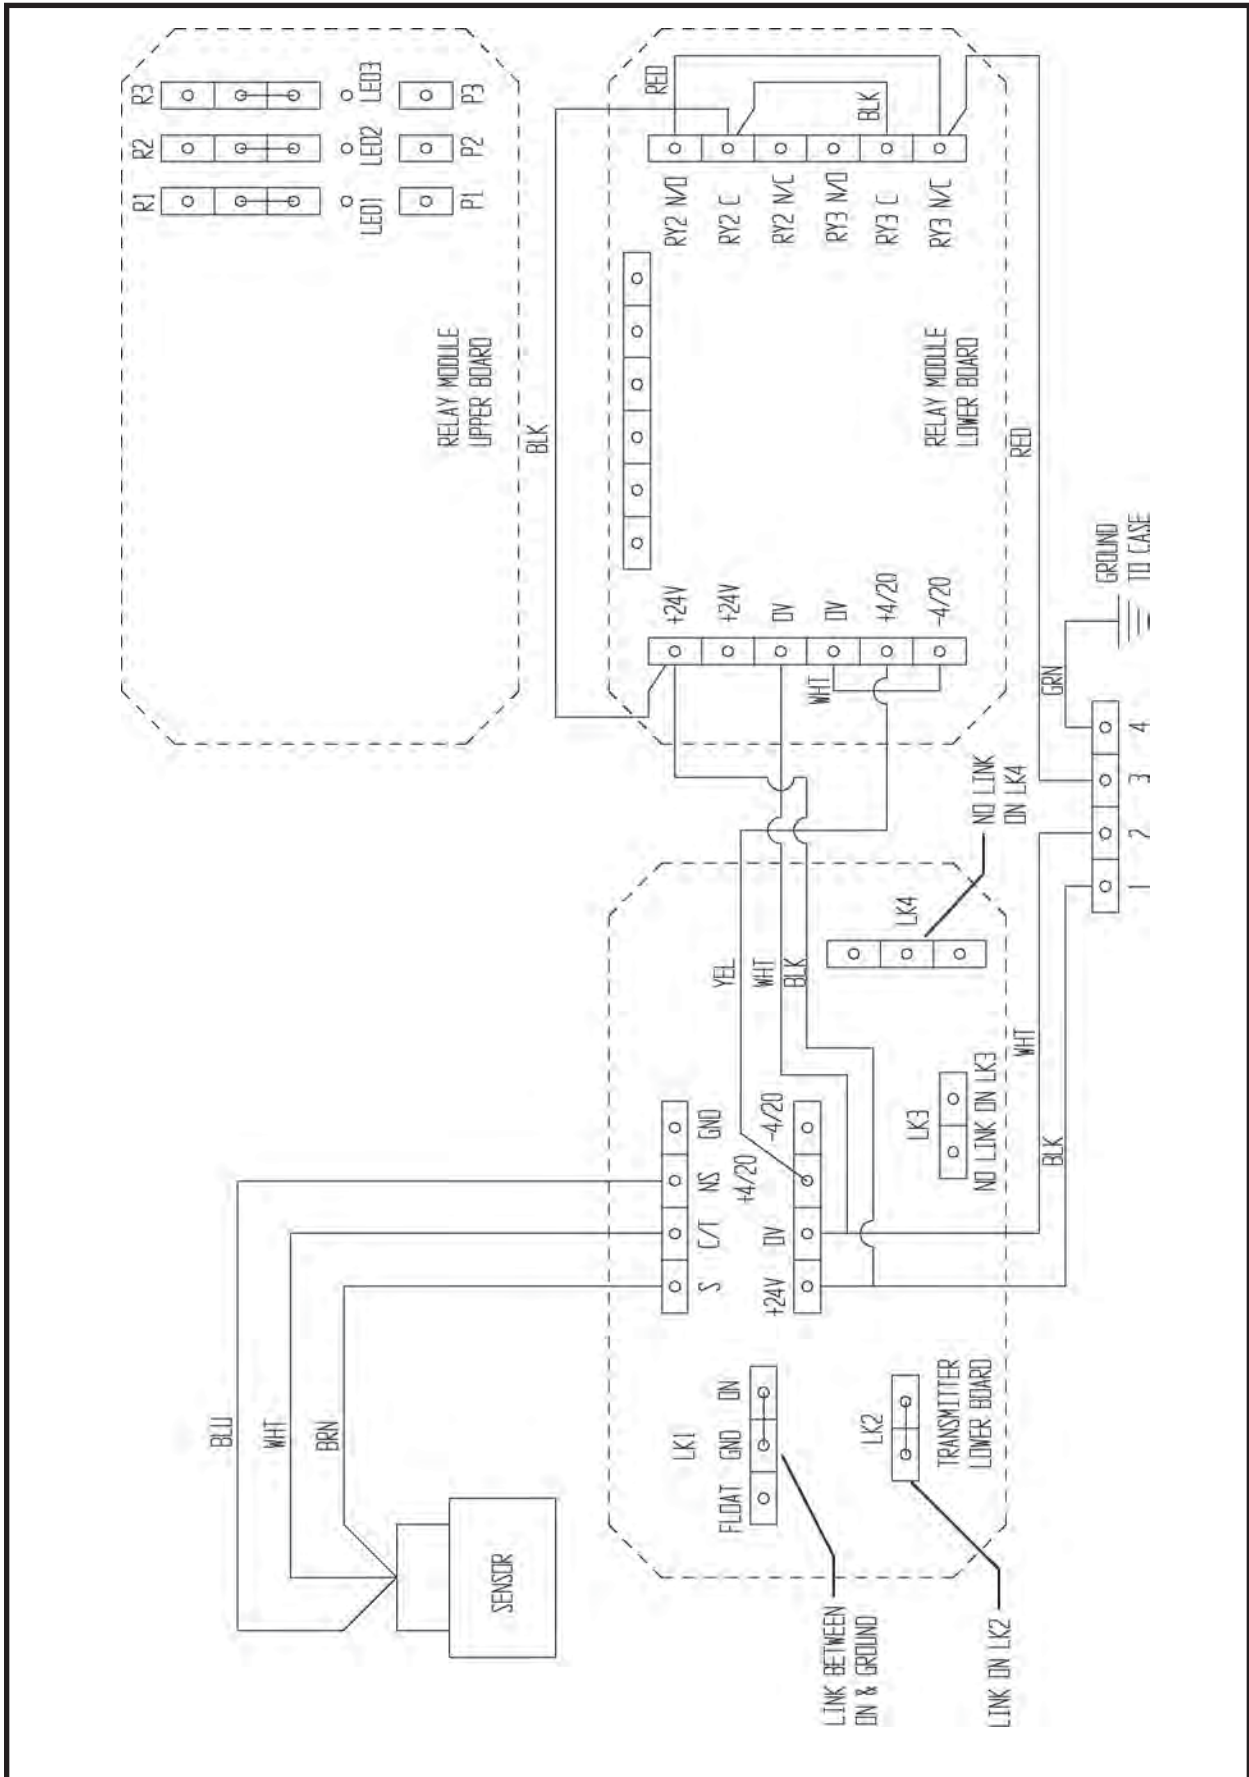 BLU
WHT
BRN
SENSOR
R1
R2
R3
LED1
LED2
LED3
P1
P2
P3
RELAY MODULE
UPPER BOARD
BLK
LK1
FLOAT
GND
ON
S
C/T
NS
GND
+24V
0V
+4/20
-4/20
YEL
WHT
BLK
LINK BETWEEN
ON & GROUND
LK2
LINK ON LK2
TRANSMITTER
LOWER BOARD
LK3
NO LINK ON LK3
LK4
NO LINK
ON LK4
+24V
+24V
0V
0V
+4/20
-4/20
WHT
RED
BLK
RY2 N/O
RY2 C
RY2 N/C
RY3 N/O
RY3 C
RY3 N/C
RELAY MODULE
LOWER BOARD
BLK
WHT
RED
GRN
GROUND
TO CASE
1
2
3
4